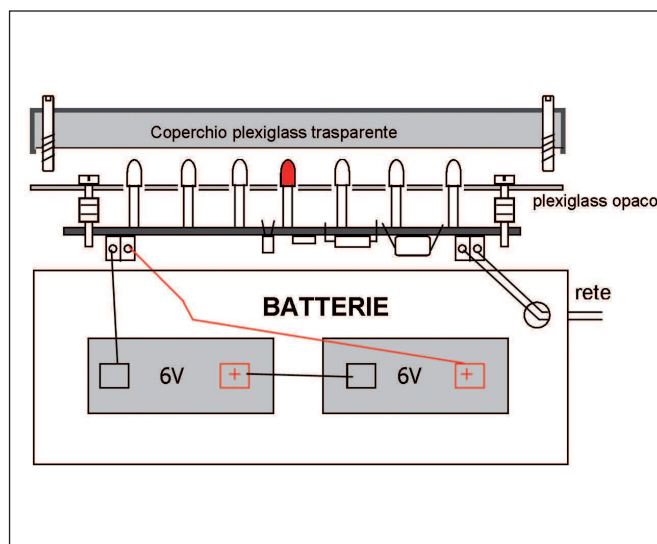 Coperchio plexiglass trasparente
plexiglass opaco
rete
BATTERIE
6V
+
6V
+